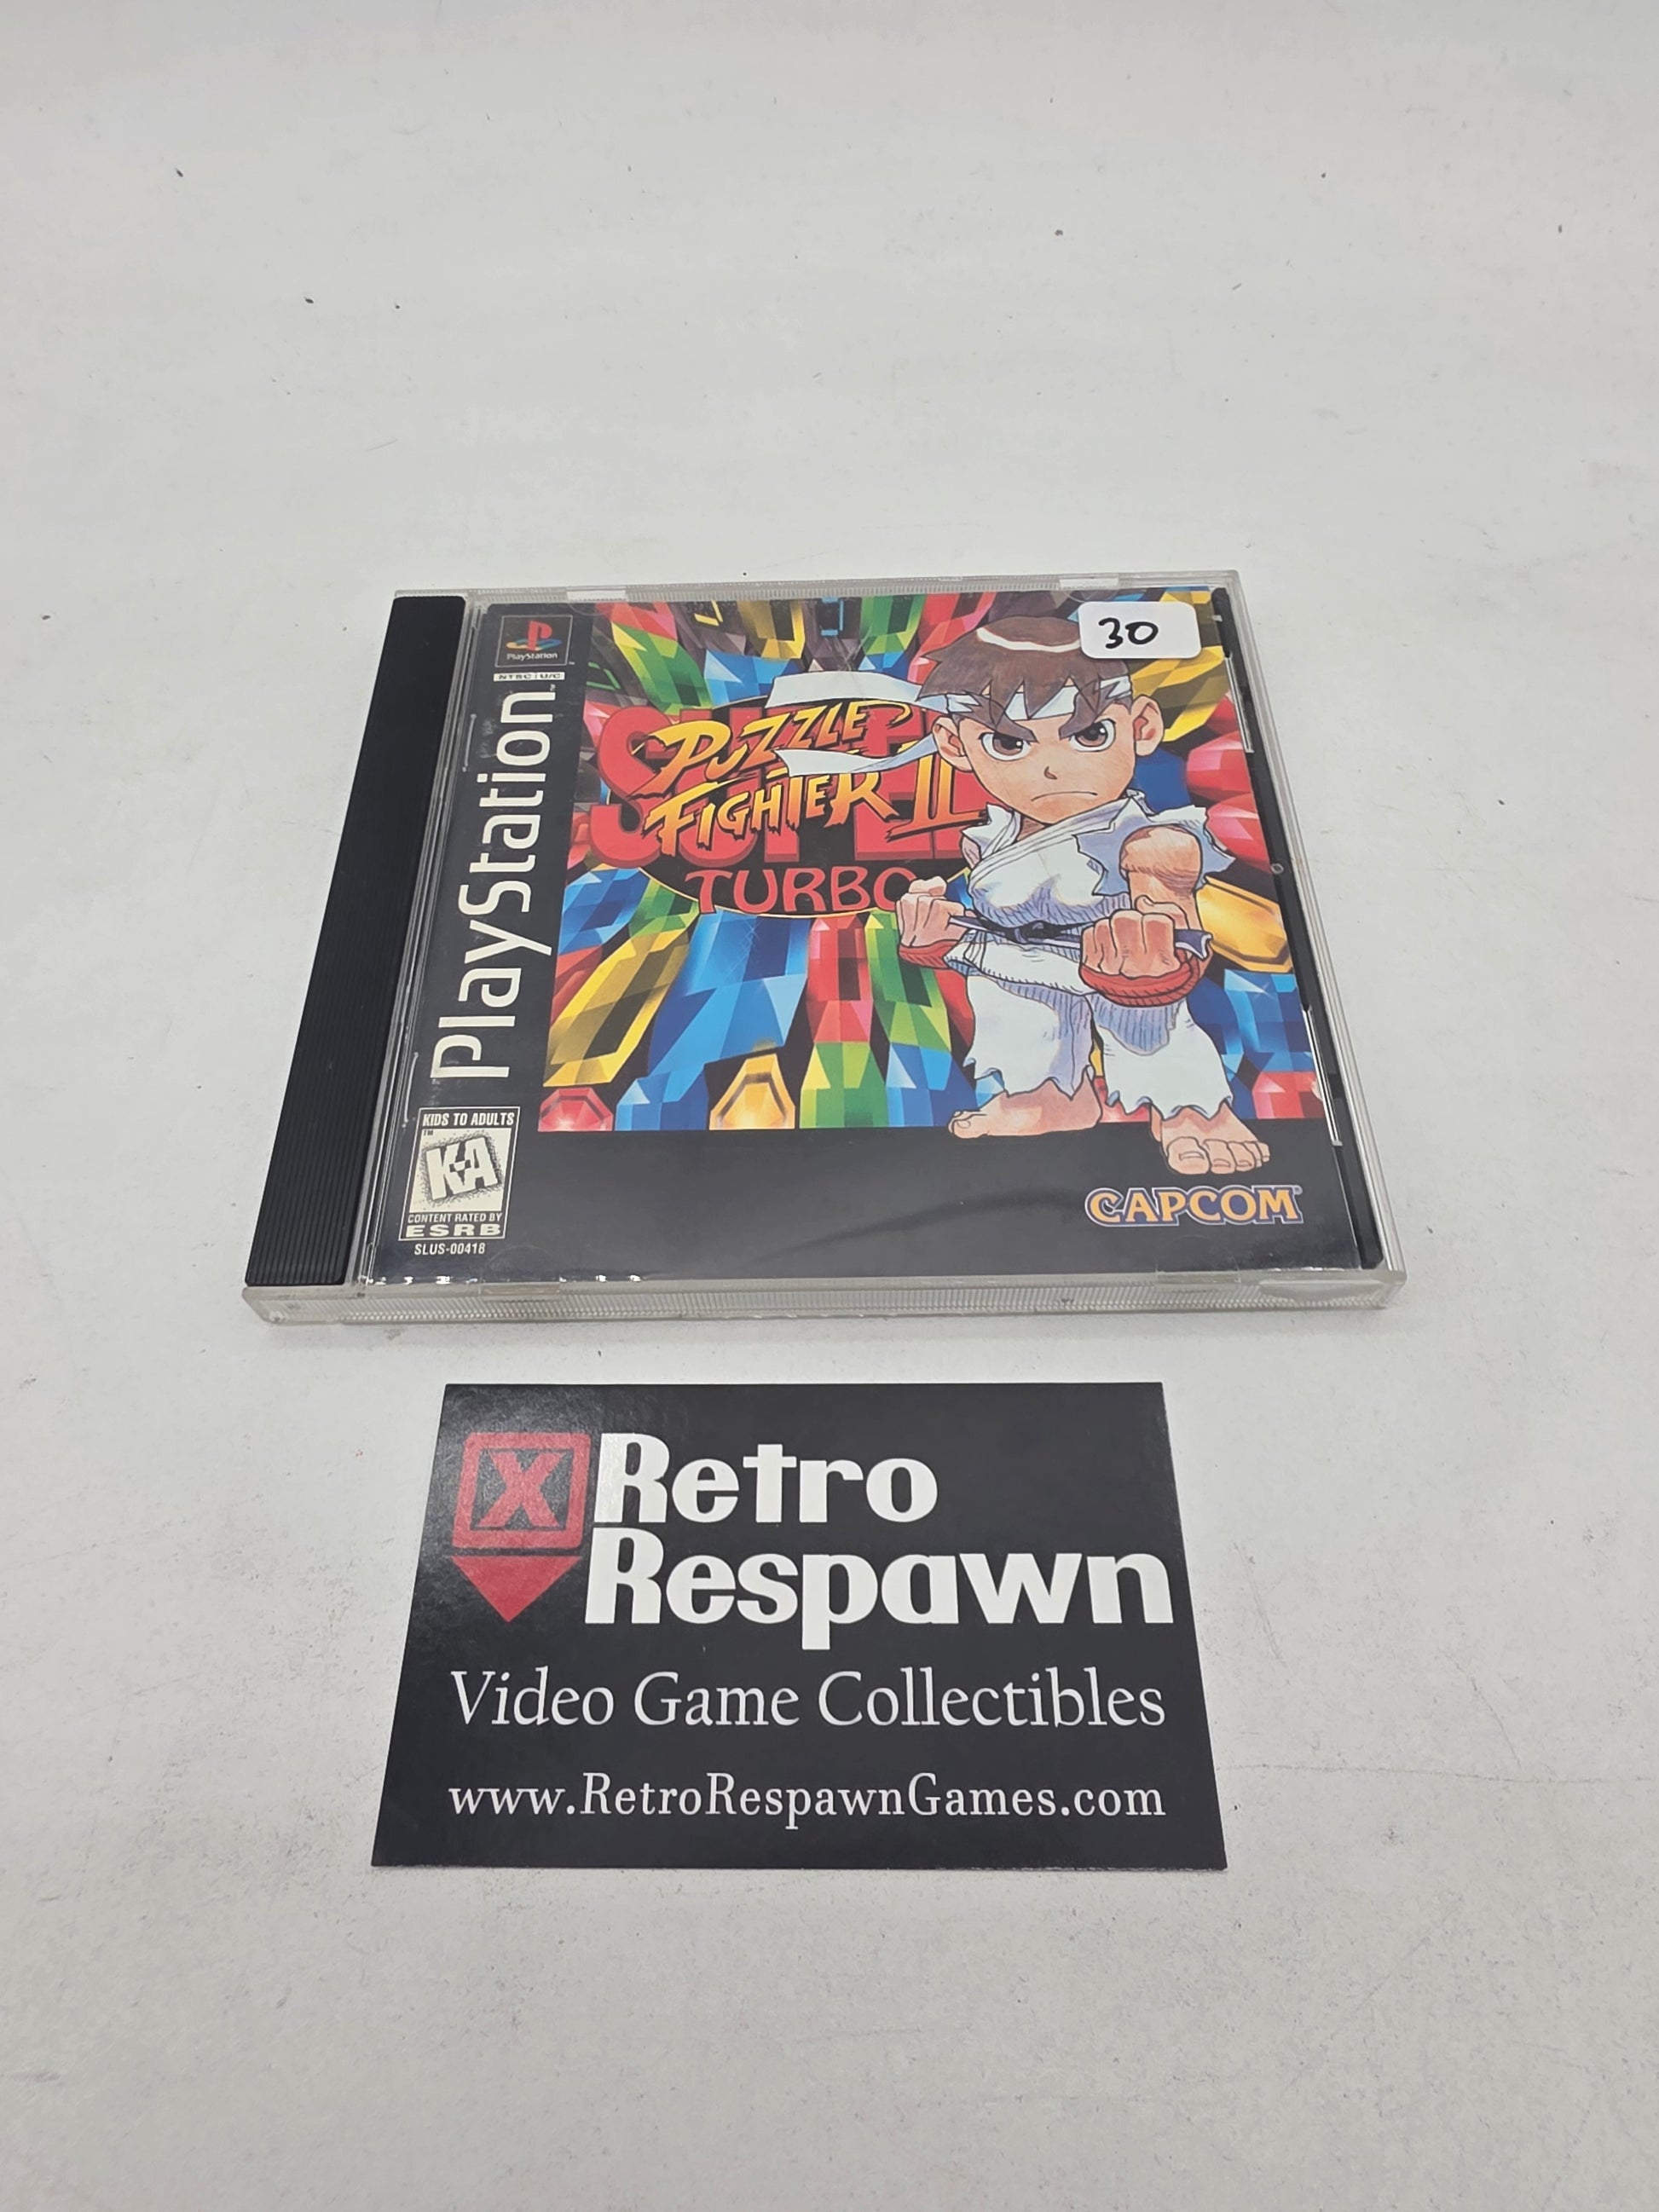 PlayStation
NTSC U/C
PlayStation
30
SUPER
PUZZLE
FIGHTER II
TURBO
KIDS TO ADULTS
K-A
CONTENT RATED BY
ESRB
SLUS-00418
CAPCOM
X Retro
Respawn
Video Game Collectibles
www.RetroRespawnGames.com